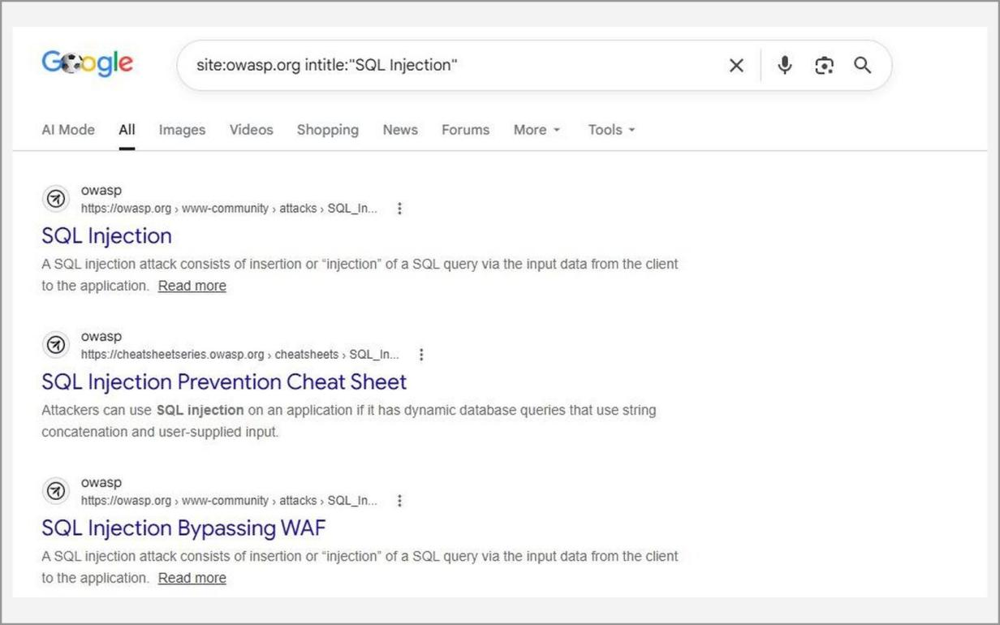 Google
site:owasp.org intitle:"SQL Injection"
AI Mode All Images Videos Shopping News Forums More Tools
owasp
https://owasp.org › www-community › attacks › SQL_In...
SQL Injection
A SQL injection attack consists of insertion or “injection” of a SQL query via the input data from the client
to the application. Read more
owasp
https://cheatsheetseries.owasp.org › cheatsheets › SQL_In...
SQL Injection Prevention Cheat Sheet
Attackers can use SQL injection on an application if it has dynamic database queries that use string
concatenation and user-supplied input.
owasp
https://owasp.org › www-community › attacks › SQL_In...
SQL Injection Bypassing WAF
A SQL injection attack consists of insertion or “injection” of a SQL query via the input data from the client
to the application. Read more